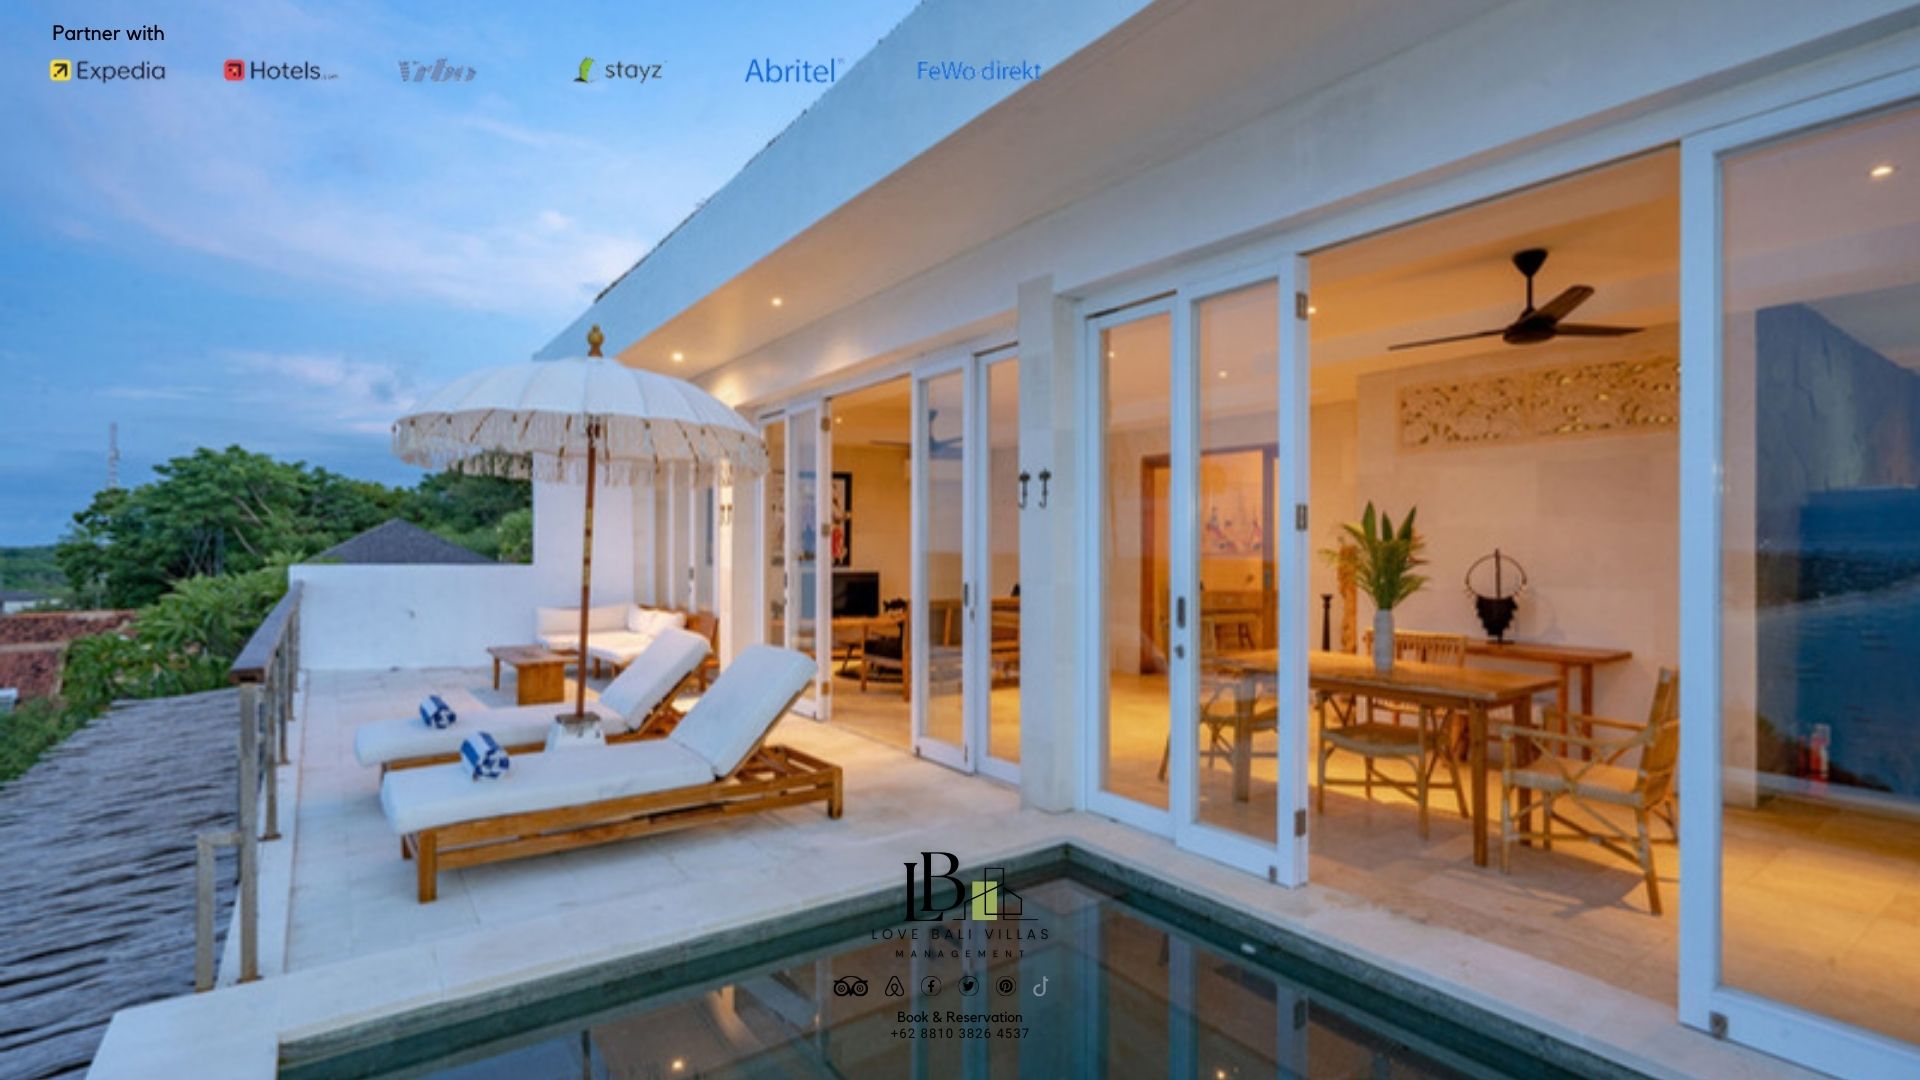 Partner with
Expedia
Hotels.com
Vrbo
stayz
Abritel
FeWo-direkt
LB
LOVE BALI VILLAS
MANAGEMENT
Book & Reservation
+62 8810 3826 4537